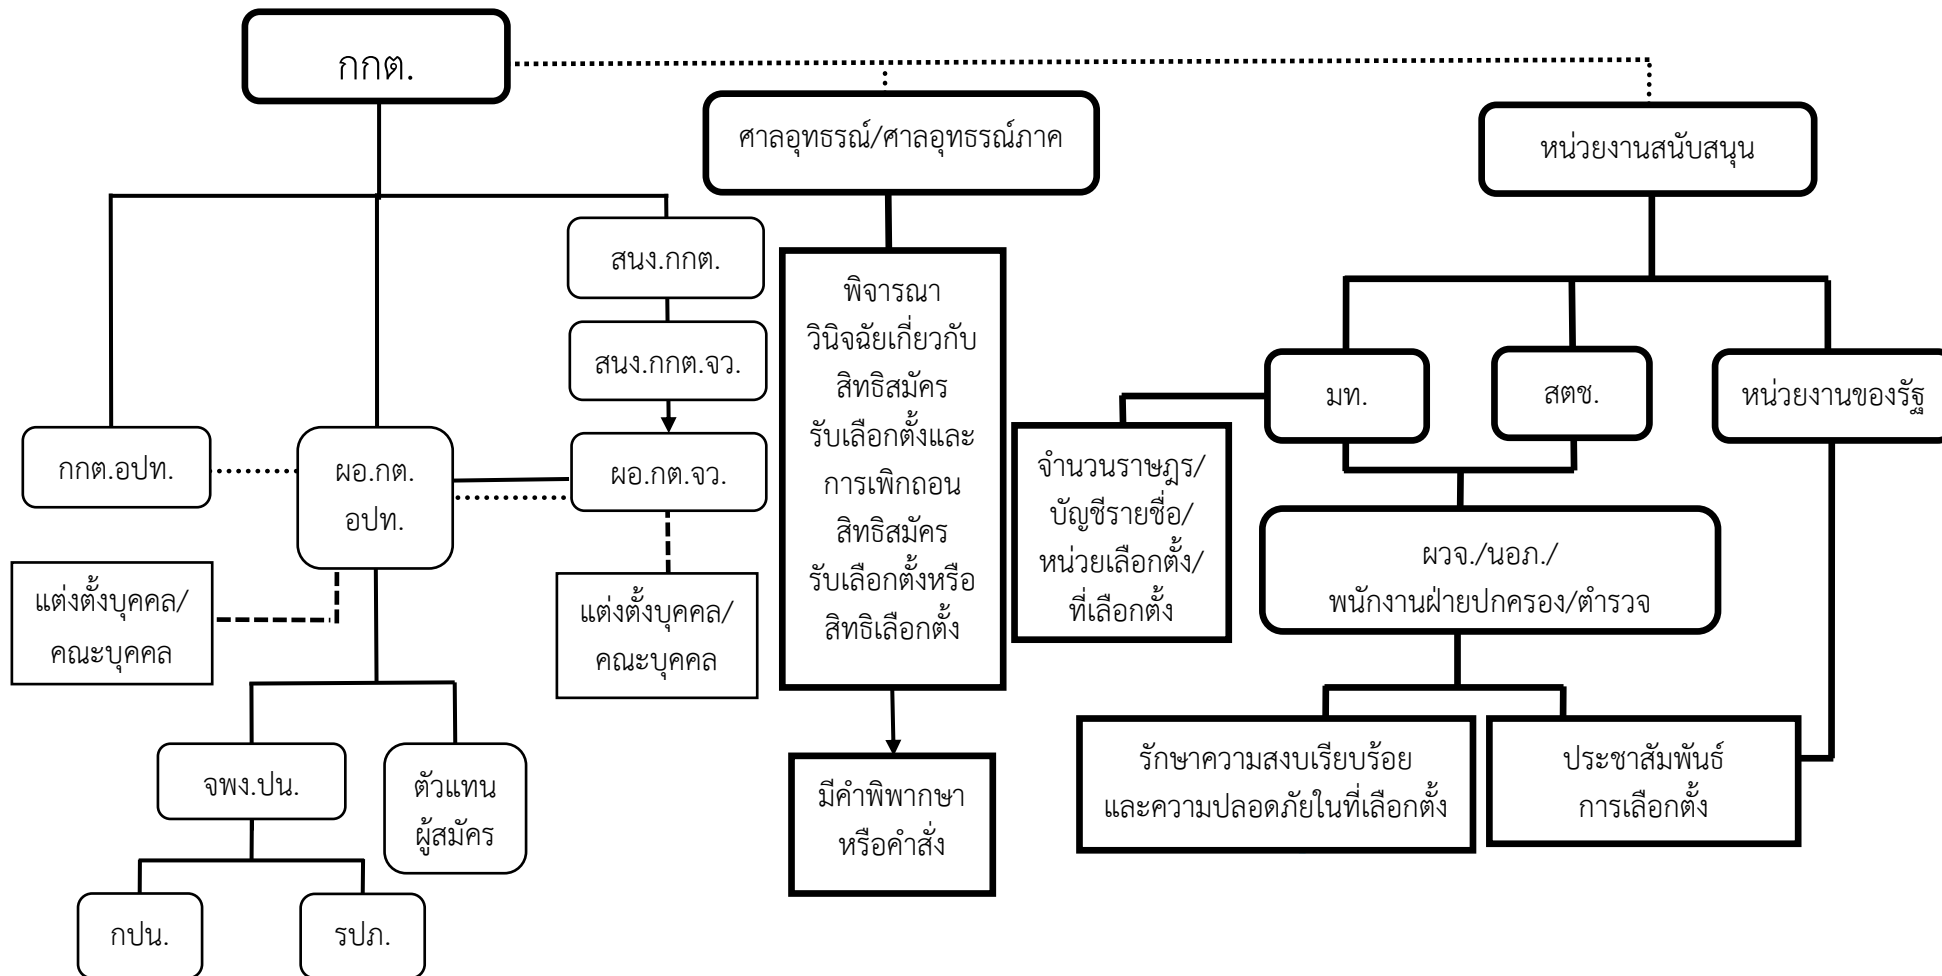 กกต.
ศาลอุทธรณ์/ศาลอุทธรณ์ภาค
หน่วยงานสนับสนุน
สนง.กกต.
สนง.กกต.จว.
กกต.อปท.
ผอ.กต.
อปท.
ผอ.กต.จว.
แต่งตั้งบุคคล/
คณะบุคคล
แต่งตั้งบุคคล/
คณะบุคคล
จพง.ปน.
ตัวแทน
ผู้สมัคร
กปน.
รปภ.
พิจารณา
วินิจฉัยเกี่ยวกับ
สิทธิสมัคร
รับเลือกตั้งและ
การเพิกถอน
สิทธิสมัคร
รับเลือกตั้งหรือ
สิทธิเลือกตั้ง
มีคำพิพากษา
หรือคำสั่ง
มท.
สตช.
หน่วยงานของรัฐ
จำนวนราษฎร/
บัญชีรายชื่อ/
หน่วยเลือกตั้ง/
ที่เลือกตั้ง
ผวจ./นอภ./
พนักงานฝ่ายปกครอง/ตำรวจ
รักษาความสงบเรียบร้อย
และความปลอดภัยในที่เลือกตั้ง
ประชาสัมพันธ์
การเลือกตั้ง